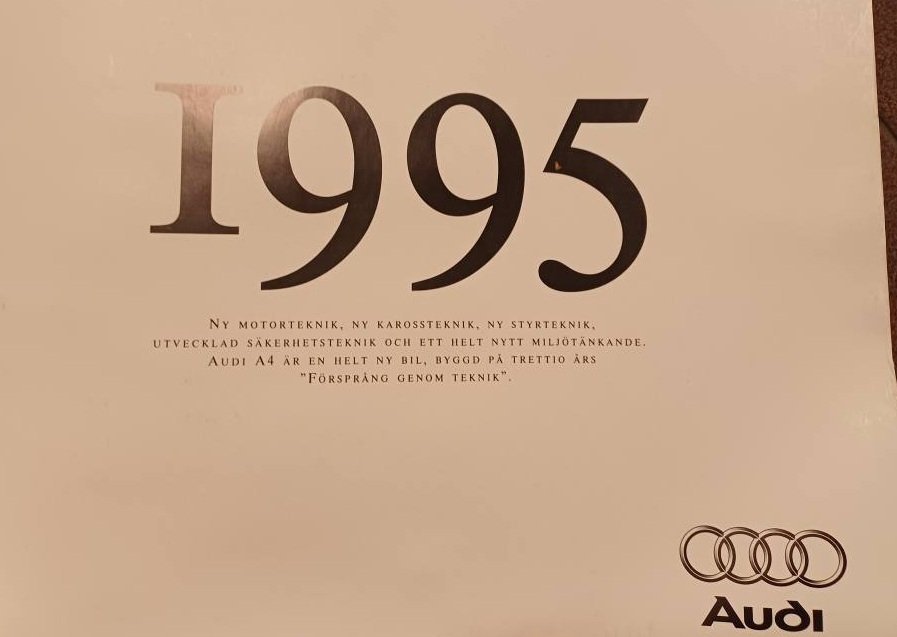 1995
Ny motorteknik, ny karossteknik, ny styrteknik,
utvecklad säkerhetsteknik och ett helt nytt miljötänkande.
Audi A4 är en helt ny bil, byggd på trettio års
”Försprång genom teknik”.
Audi